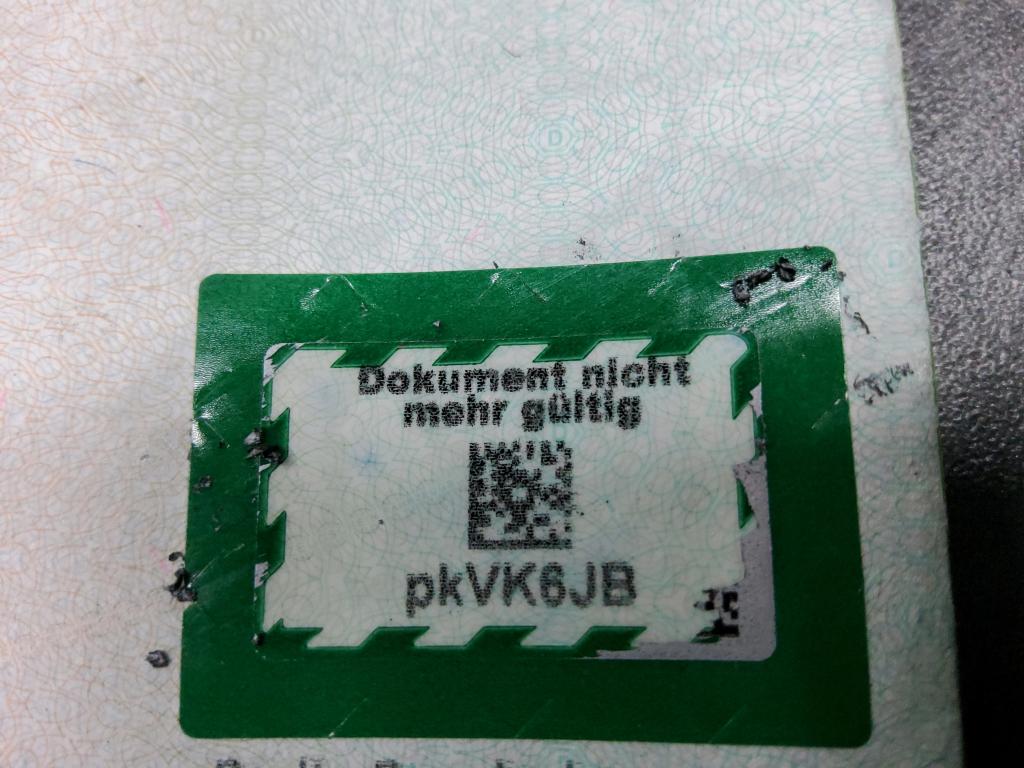 Dokument nicht
mehr gültig
pkVK6JB